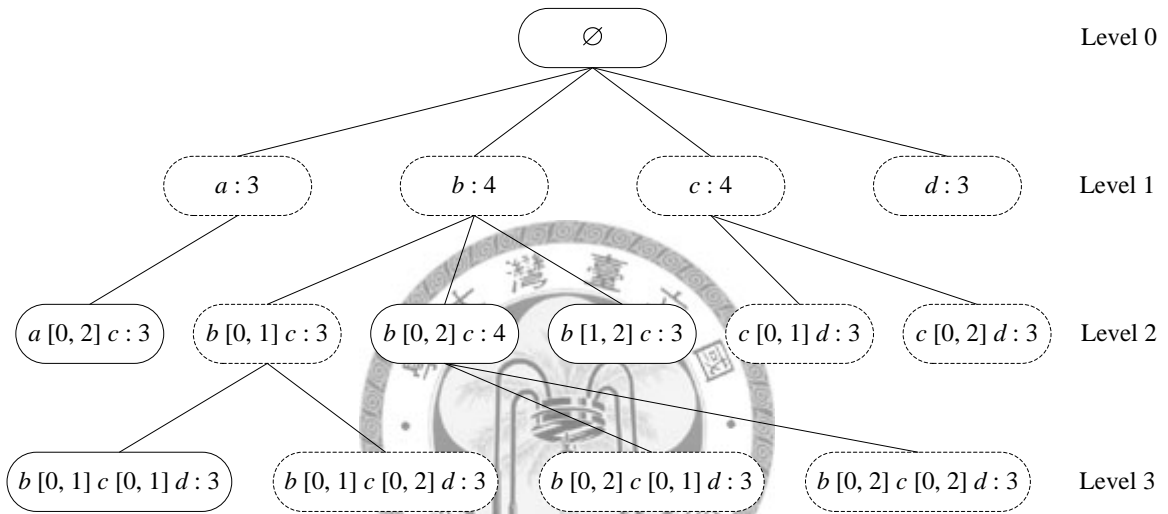 ∅ Level 0
a : 3 b : 4 c : 4 d : 3 Level 1
a [0, 2] c : 3 b [0, 1] c : 3 b [0, 2] c : 4 b [1, 2] c : 3 c [0, 1] d : 3 c [0, 2] d : 3 Level 2
b [0, 1] c [0, 1] d : 3 b [0, 1] c [0, 2] d : 3 b [0, 2] c [0, 1] d : 3 b [0, 2] c [0, 2] d : 3 Level 3
灣 臺